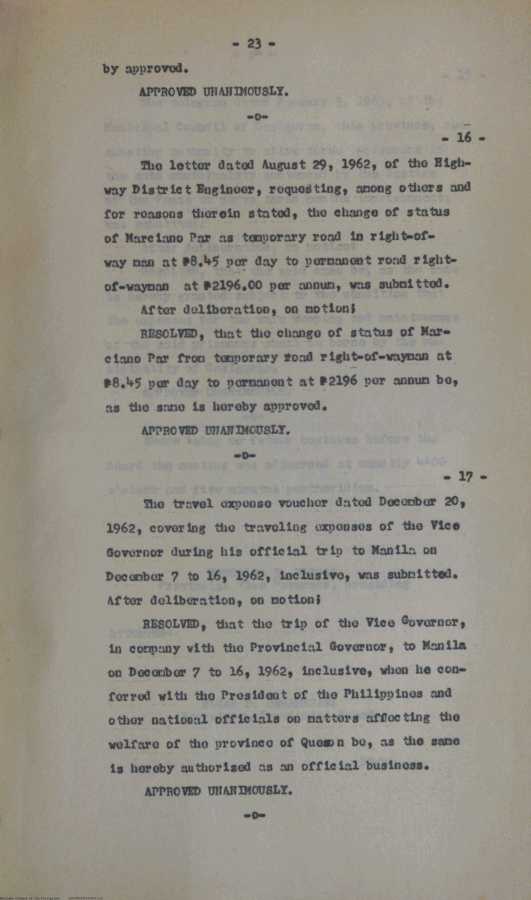 - 23 -
by approved.
APPROVED UNANIMOUSLY.
-o-
- 16 -
The letter dated August 29, 1962, of the High-
way District Engineer, requesting, among others and
for reasons therein stated, the change of status
of Marciano Par as temporary road in right-of-
way man at ₱8.45 per day to permanent road right-
of-wayman at ₱2196.00 per annum, was submitted.
After deliberation, on motion;
RESOLVED, that the change of status of Mar-
ciano Par from temporary road right-of-wayman at
₱8.45 per day to permanent at ₱2196 per annum be,
as the same is hereby approved.
APPROVED UNANIMOUSLY.
-o-
- 17 -
The travel expense voucher dated December 20,
1962, covering the traveling expenses of the Vice
Governor during his official trip to Manila on
December 7 to 16, 1962, inclusive, was submitted.
After deliberation, on motion;
RESOLVED, that the trip of the Vice Governor,
in company with the Provincial Governor, to Manila
on December 7 to 16, 1962, inclusive, when he con-
ferred with the President of the Philippines and
other national officials on matters affecting the
welfare of the province of Quezon be, as the same
is hereby authorized as an official business.
APPROVED UNANIMOUSLY.
-o-